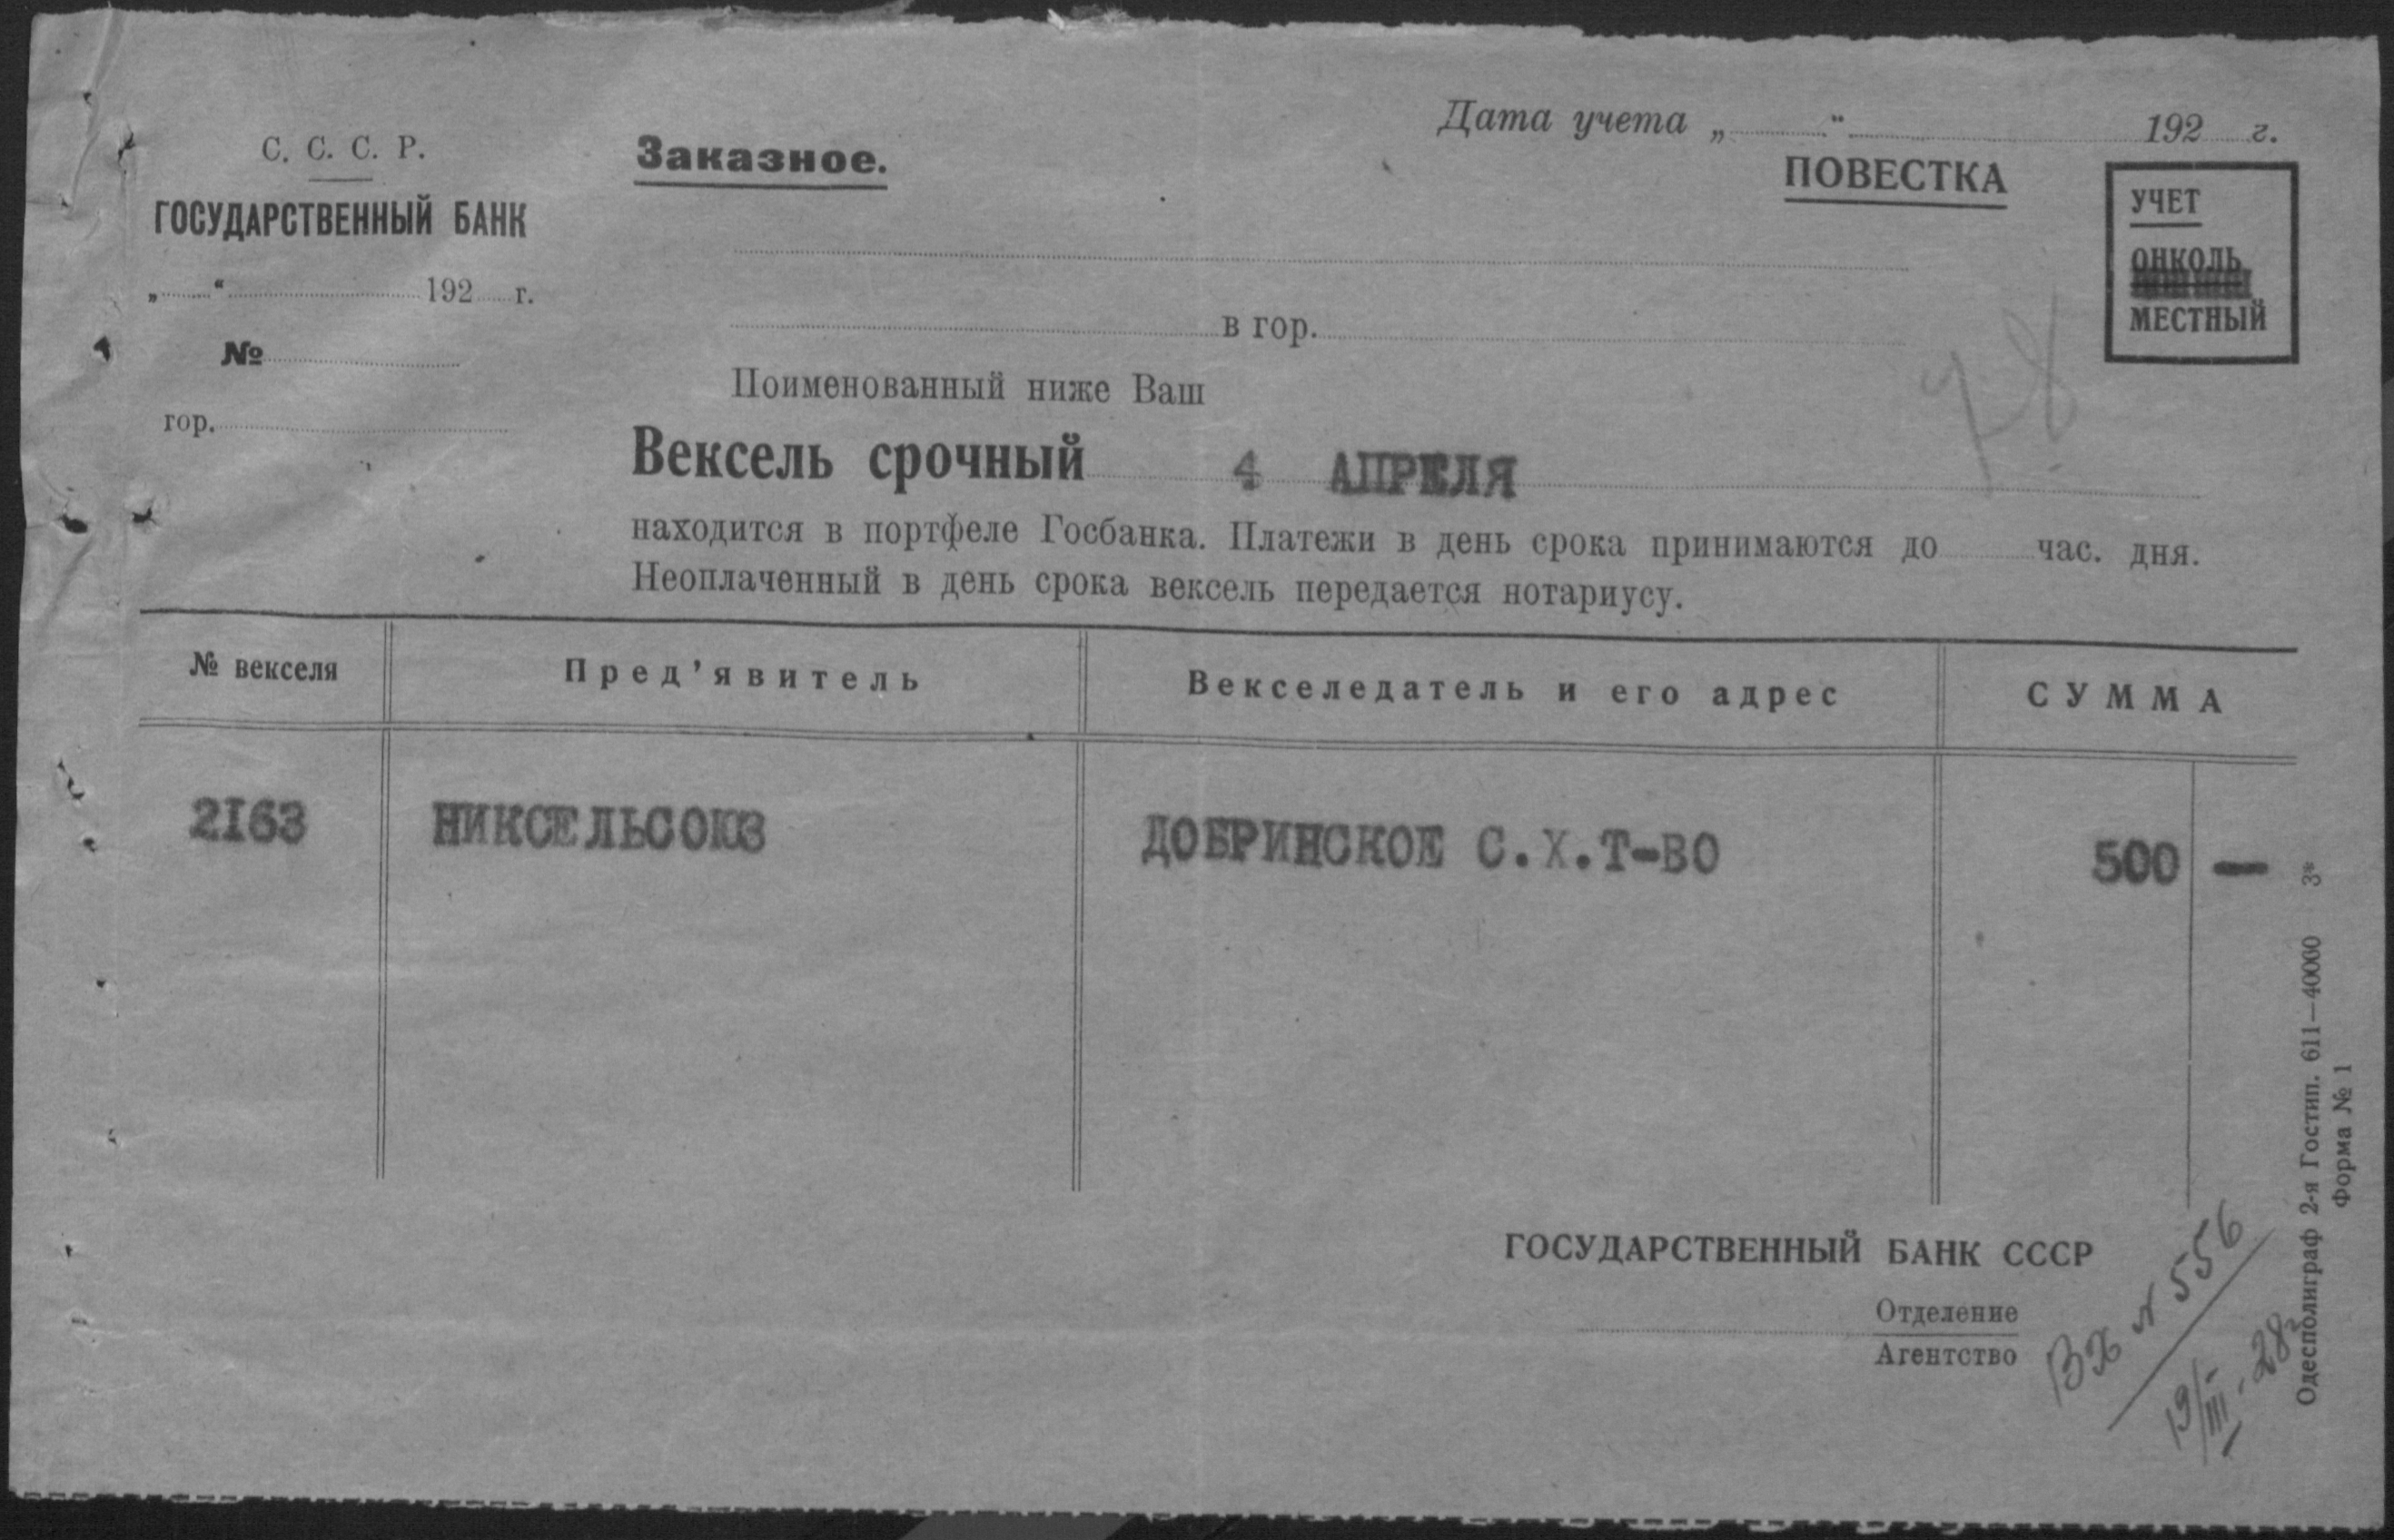 С. С. С. Р.
ГОСУДАРСТВЕННЫЙ БАНК
„ “ 192 г.
№
гор.
Заказное.
Дата учета „ “ 192 г.
ПОВЕСТКА
УЧЕТ
ОНКОЛЬ
МЕСТНЫЙ
в гор.
Поименованный ниже Ваш
Вексель срочный 4 АПРЕЛЯ
находится в портфеле Госбанка. Платежи в день срока принимаются до час. дня.
Неоплаченный в день срока вексель передается нотариусу.
№ векселя Пред'явитель Векселедатель и его адрес СУММА
2I63 НИКСЕЛЬСОЮЗ ДОБРИНСКОЕ С.Х.Т-ВО 500 —
ГОСУДАРСТВЕННЫЙ БАНК СССР
Отделение
Агентство
Вх № 556
19/III-28
Одесполиграф 2-я Гостип. 611—40000 3*
Форма № 1